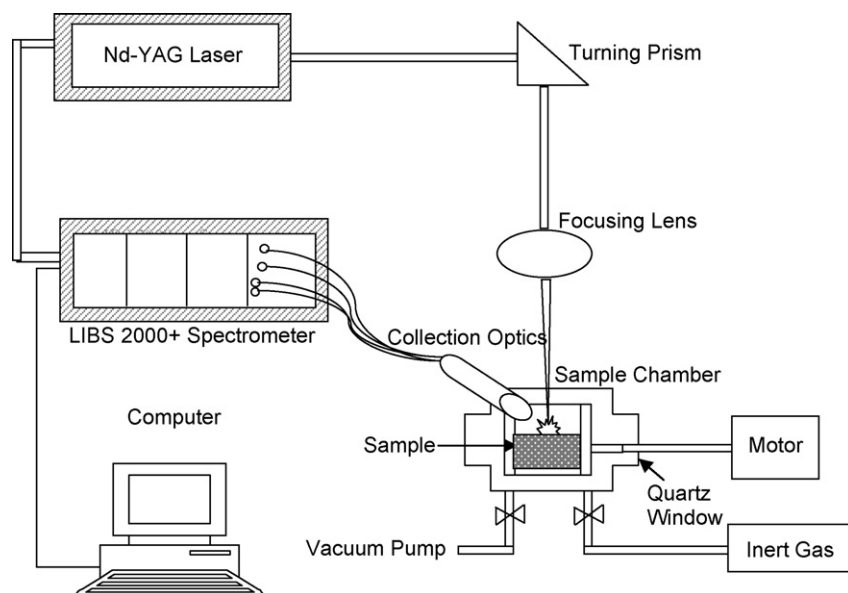 Nd-YAG Laser
Turning Prism
Focusing Lens
LIBS 2000+ Spectrometer
Collection Optics
Sample Chamber
Computer
Sample
Motor
Quartz
Window
Vacuum Pump
Inert Gas